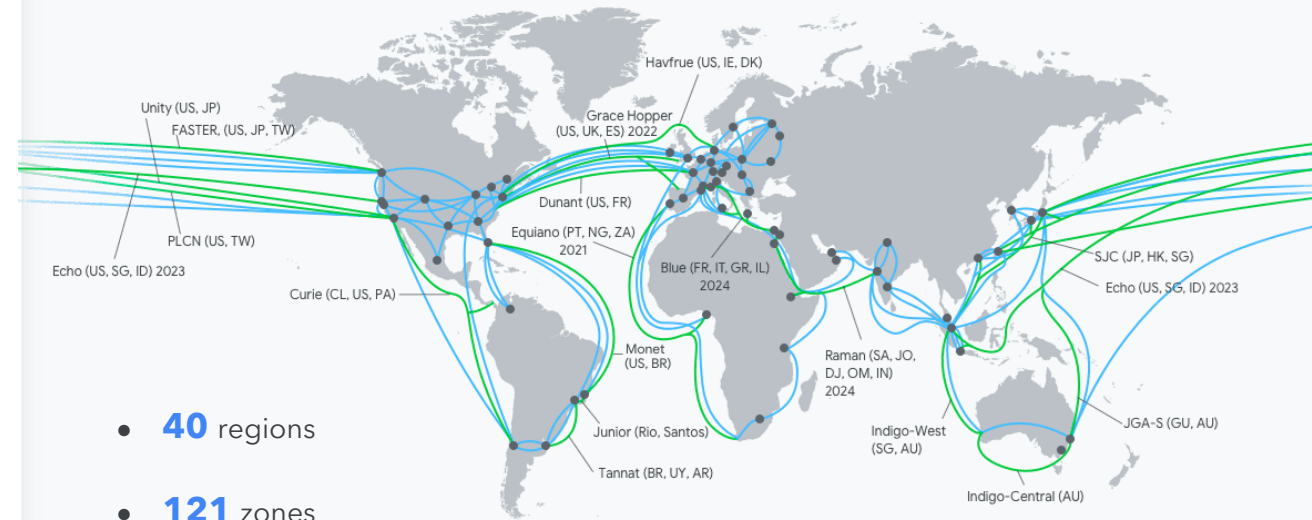 Havfrue (US, IE, DK)
Unity (US, JP)
FASTER, (US, JP, TW)
Grace Hopper
(US, UK, ES) 2022
Dunant (US, FR)
Equiano (PT, NG, ZA)
2021
PLCN (US, TW)
Echo (US, SG, ID) 2023
Curie (CL, US, PA)
Blue (FR, IT, GR, IL)
2024
SJC (JP, HK, SG)
Echo (US, SG, ID) 2023
Monet
(US, BR)
Raman (SA, JO,
DJ, OM, IN)
2024
Junior (Rio, Santos)
Tannat (BR, UY, AR)
Indigo-West
(SG, AU)
JGA-S (GU, AU)
Indigo-Central (AU)
• 40 regions
• 121 zones